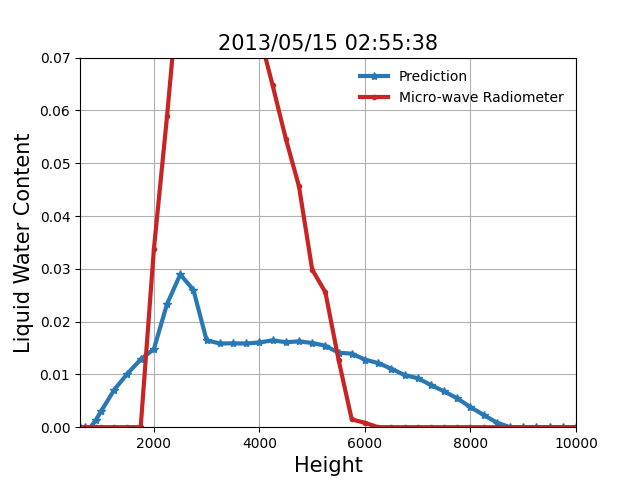 2013/05/15 02:55:38
Prediction
Micro-wave Radiometer
Liquid Water Content
0.07
0.06
0.05
0.04
0.03
0.02
0.01
0.00
2000 4000 6000 8000 10000
Height